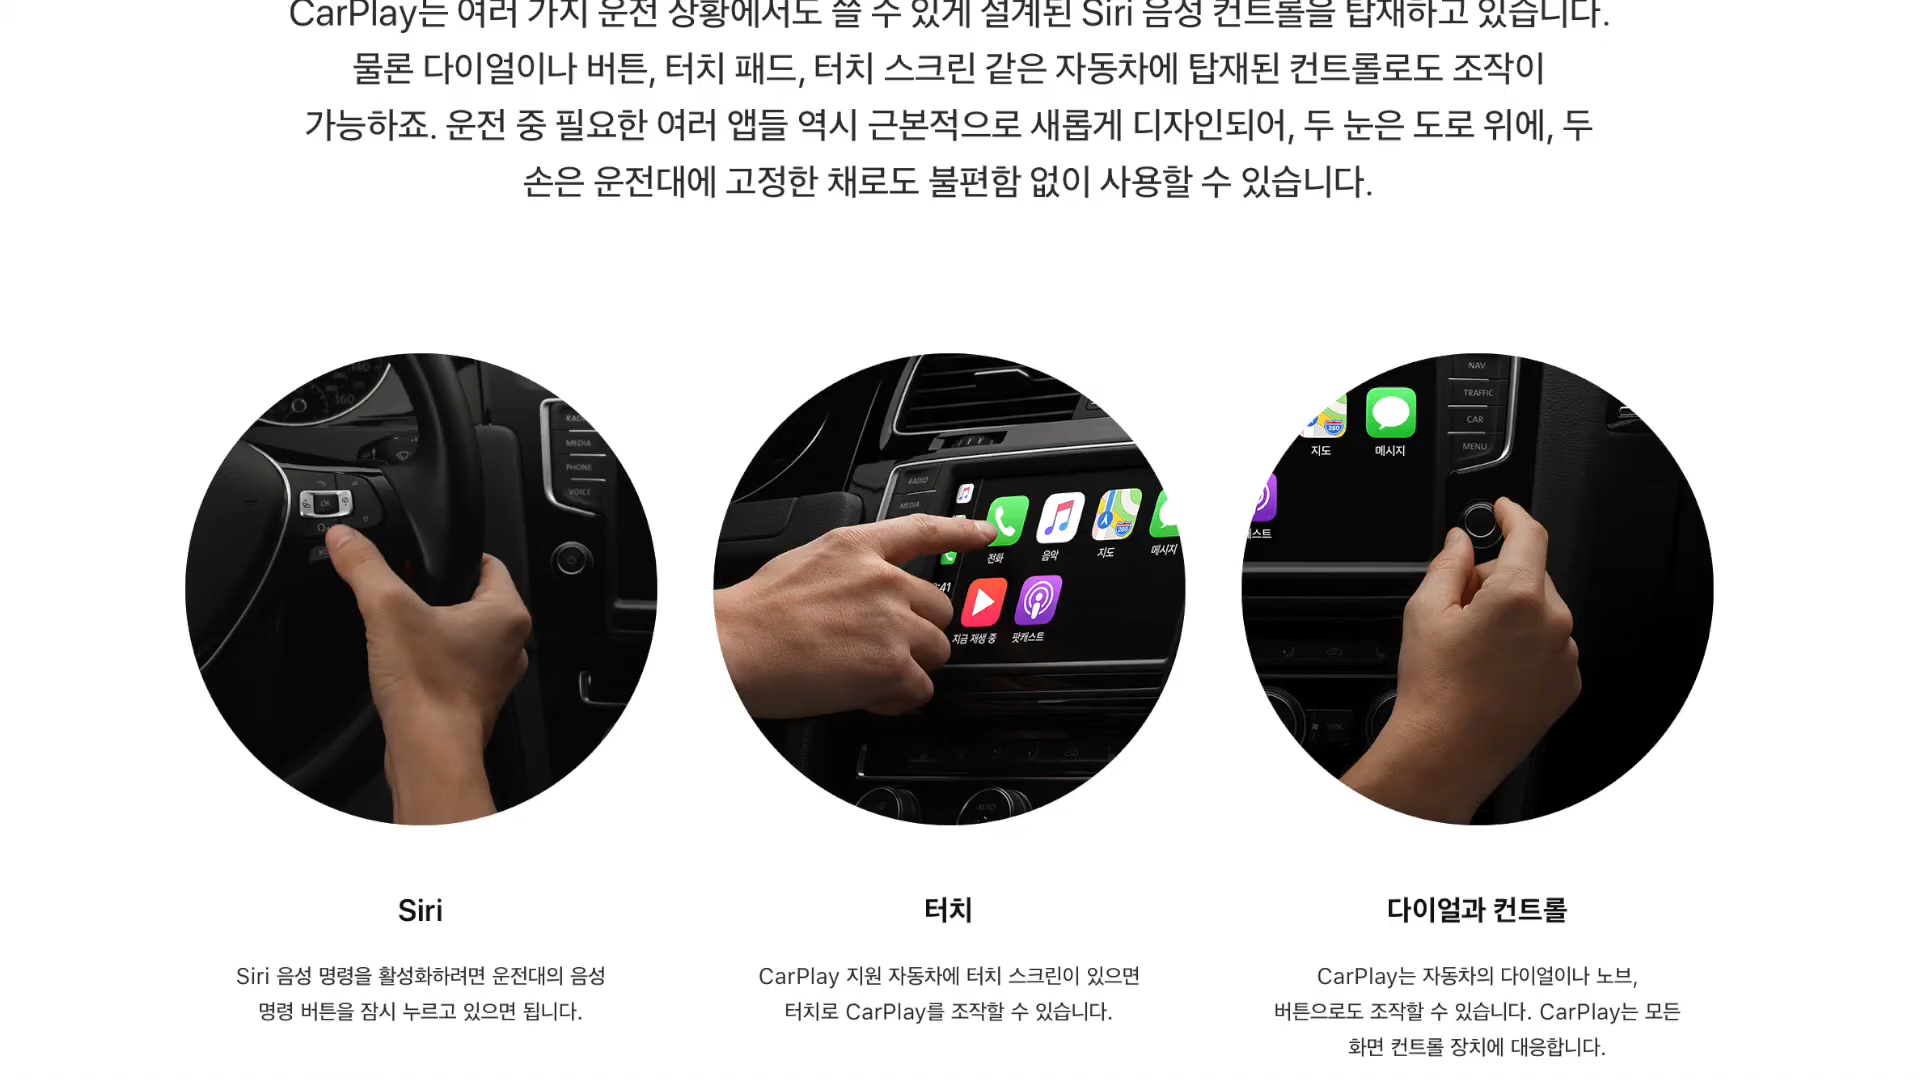 CarPlay는 여러 가지 운전 상황에서도 쓸 수 있게 설계된 Siri 음성 컨트롤을 탑재하고 있습니다.
물론 다이얼이나 버튼, 터치 패드, 터치 스크린 같은 자동차에 탑재된 컨트롤로도 조작이
가능하죠. 운전 중 필요한 여러 앱들 역시 근본적으로 새롭게 디자인되어, 두 눈은 도로 위에, 두
손은 운전대에 고정한 채로도 불편함 없이 사용할 수 있습니다.
140
160
OK
MEDIA
PHONE
VOICE
RADIO
MEDIA
전화
음악
지도
메시지
:41
지금 재생 중
팟캐스트
AUTO
NAV
TRAFFIC
CAR
MENU
280
지도
메시지
스트
SYNC
Siri
Siri 음성 명령을 활성화하려면 운전대의 음성
명령 버튼을 잠시 누르고 있으면 됩니다.
터치
CarPlay 지원 자동차에 터치 스크린이 있으면
터치로 CarPlay를 조작할 수 있습니다.
다이얼과 컨트롤
CarPlay는 자동차의 다이얼이나 노브,
버튼으로도 조작할 수 있습니다. CarPlay는 모든
화면 컨트롤 장치에 대응합니다.